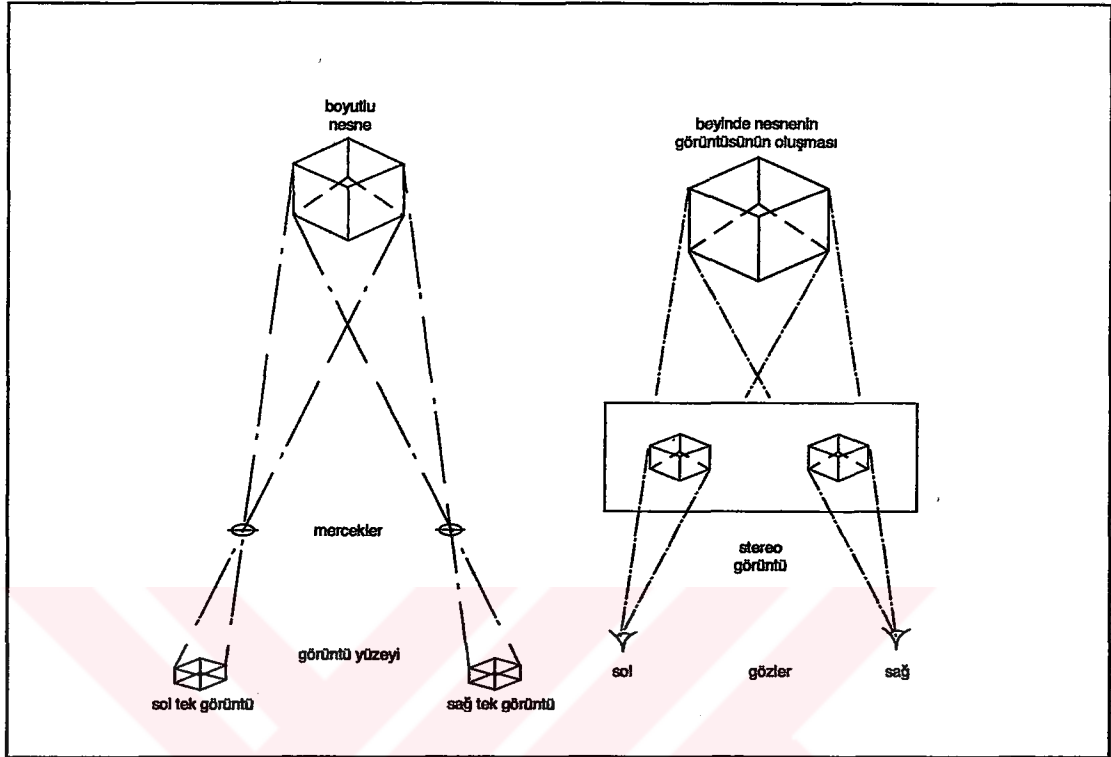 boyutlu
nesne
mercekler
görüntü yüzeyi
sol tek görüntü
sağ tek görüntü
beyinde nesnenin
görüntüsünün oluşması
stereo
görüntü
sol
gözler
sağ